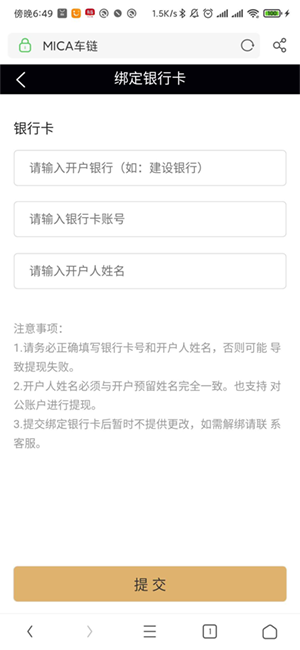 傍晚6:49
1.5K/s
100
MICA车链
绑定银行卡
银行卡
请输入开户银行（如：建设银行）
请输入银行卡账号
请输入开户人姓名
注意事项：
1.请务必正确填写银行卡号和开户人姓名，否则可能 导
致提现失败。
2.开户人姓名必须与开户预留姓名完全一致。也支持 对
公账户进行提现。
3.提交绑定银行卡后暂时不提供更改，如需解绑请联 系
客服。
提 交
1